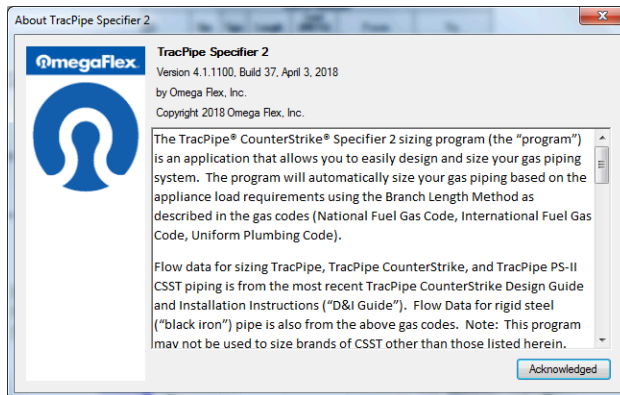 About TracPipe Specifier 2
OmegaFlex.
TracPipe Specifier 2
Version 4.1.1100, Build 37, April 3, 2018
by Omega Flex, Inc.
Copyright 2018 Omega Flex, Inc.
The TracPipe® CounterStrike® Specifier 2 sizing program (the “program”)
is an application that allows you to easily design and size your gas piping
system.  The program will automatically size your gas piping based on the
appliance load requirements using the Branch Length Method as
described in the gas codes (National Fuel Gas Code, International Fuel Gas
Code, Uniform Plumbing Code).
Flow data for sizing TracPipe, TracPipe CounterStrike, and TracPipe PS-II
CSST piping is from the most recent TracPipe CounterStrike Design Guide
and Installation Instructions (“D&I Guide”).  Flow Data for rigid steel
(“black iron”) pipe is also from the above gas codes.  Note: This program
may not be used to size brands of CSST other than those listed herein.
Acknowledged